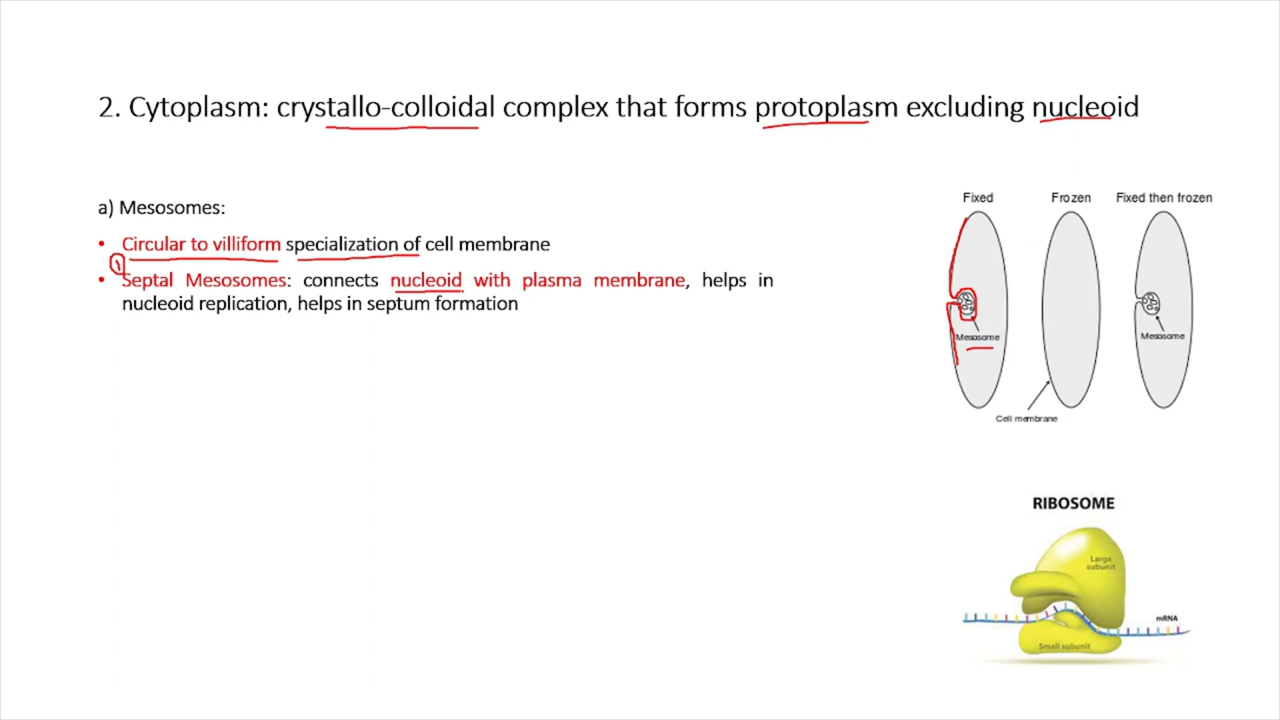 2. Cytoplasm: crystallo-colloidal complex that forms protoplasm excluding nucleoid
a) Mesosomes:
• Circular to villiform specialization of cell membrane
1
• Septal Mesosomes: connects nucleoid with plasma membrane, helps in
nucleoid replication, helps in septum formation
Fixed
Frozen
Fixed then frozen
Mesosome
Mesosome
Cell membrane
RIBOSOME
Large
subunit
mRNA
Small subunit